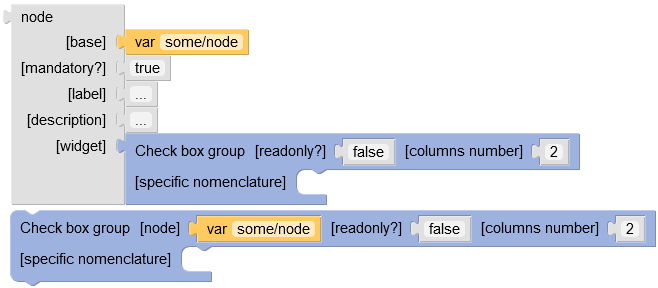 node
[base] var some/node
[mandatory?] true
[label] ...
[description] ...
[widget] Check box group [readonly?] false [columns number] 2
[specific nomenclature]
Check box group [node] var some/node [readonly?] false [columns number] 2
[specific nomenclature]